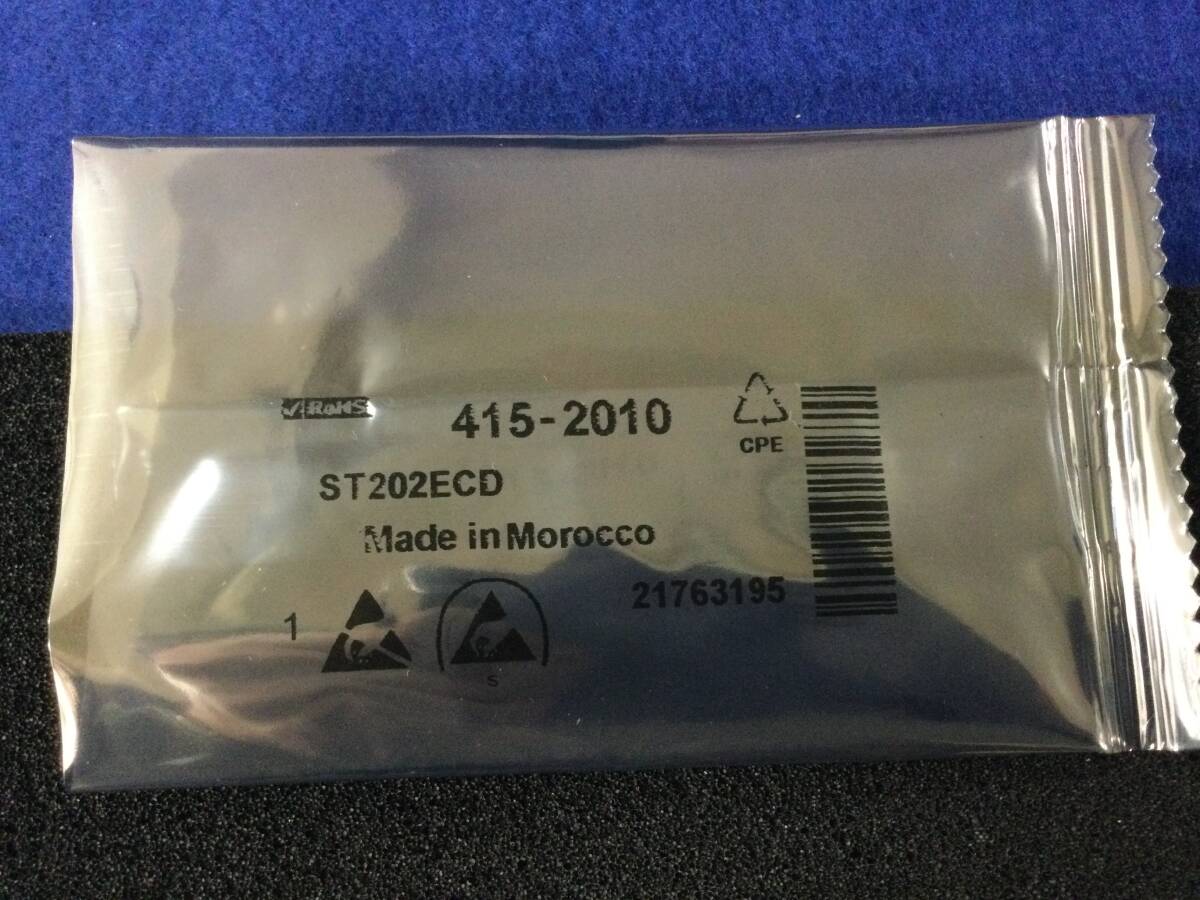 ✓RoHS
415-2010
CPE
ST202ECD
Made in Morocco
21763195
1
S